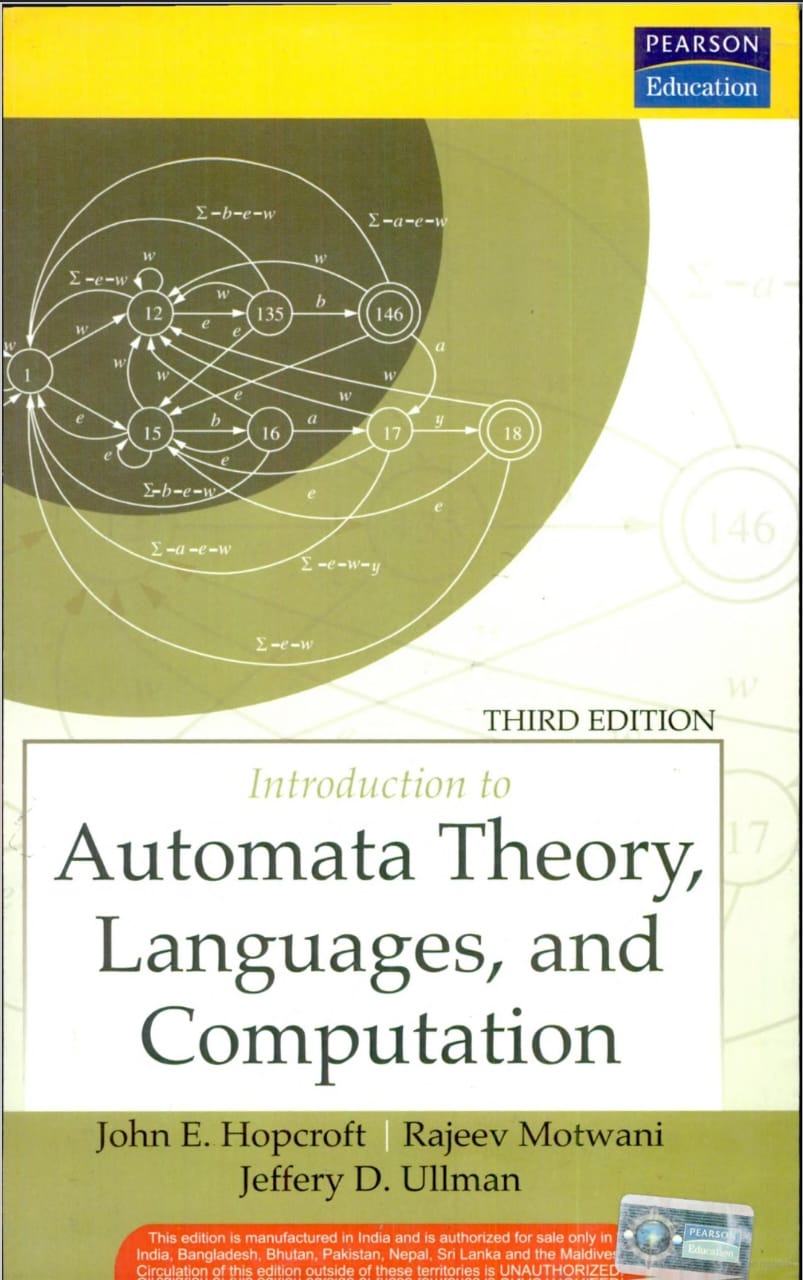 PEARSON
Education
Σ-b-e-w
Σ-a-e-w
w
w
Σ-e-w
w
12
e
135
b
146
e
w
w
a
1
w
w
w
w
e
e
15
b
16
a
17
y
18
e
e
Σ-b-e-w
e
e
Σ-a-e-w
Σ-e-w-y
Σ-e-w
Σ-a-
146
w
17
THIRD EDITION
Introduction to
Automata Theory,
Languages, and
Computation
John E. Hopcroft | Rajeev Motwani
Jeffery D. Ullman
This edition is manufactured in India and is authorized for sale only in
India, Bangladesh, Bhutan, Pakistan, Nepal, Sri Lanka and the Maldives
Circulation of this edition outside of these territories is UNAUTHORIZED
PEARSON
Education